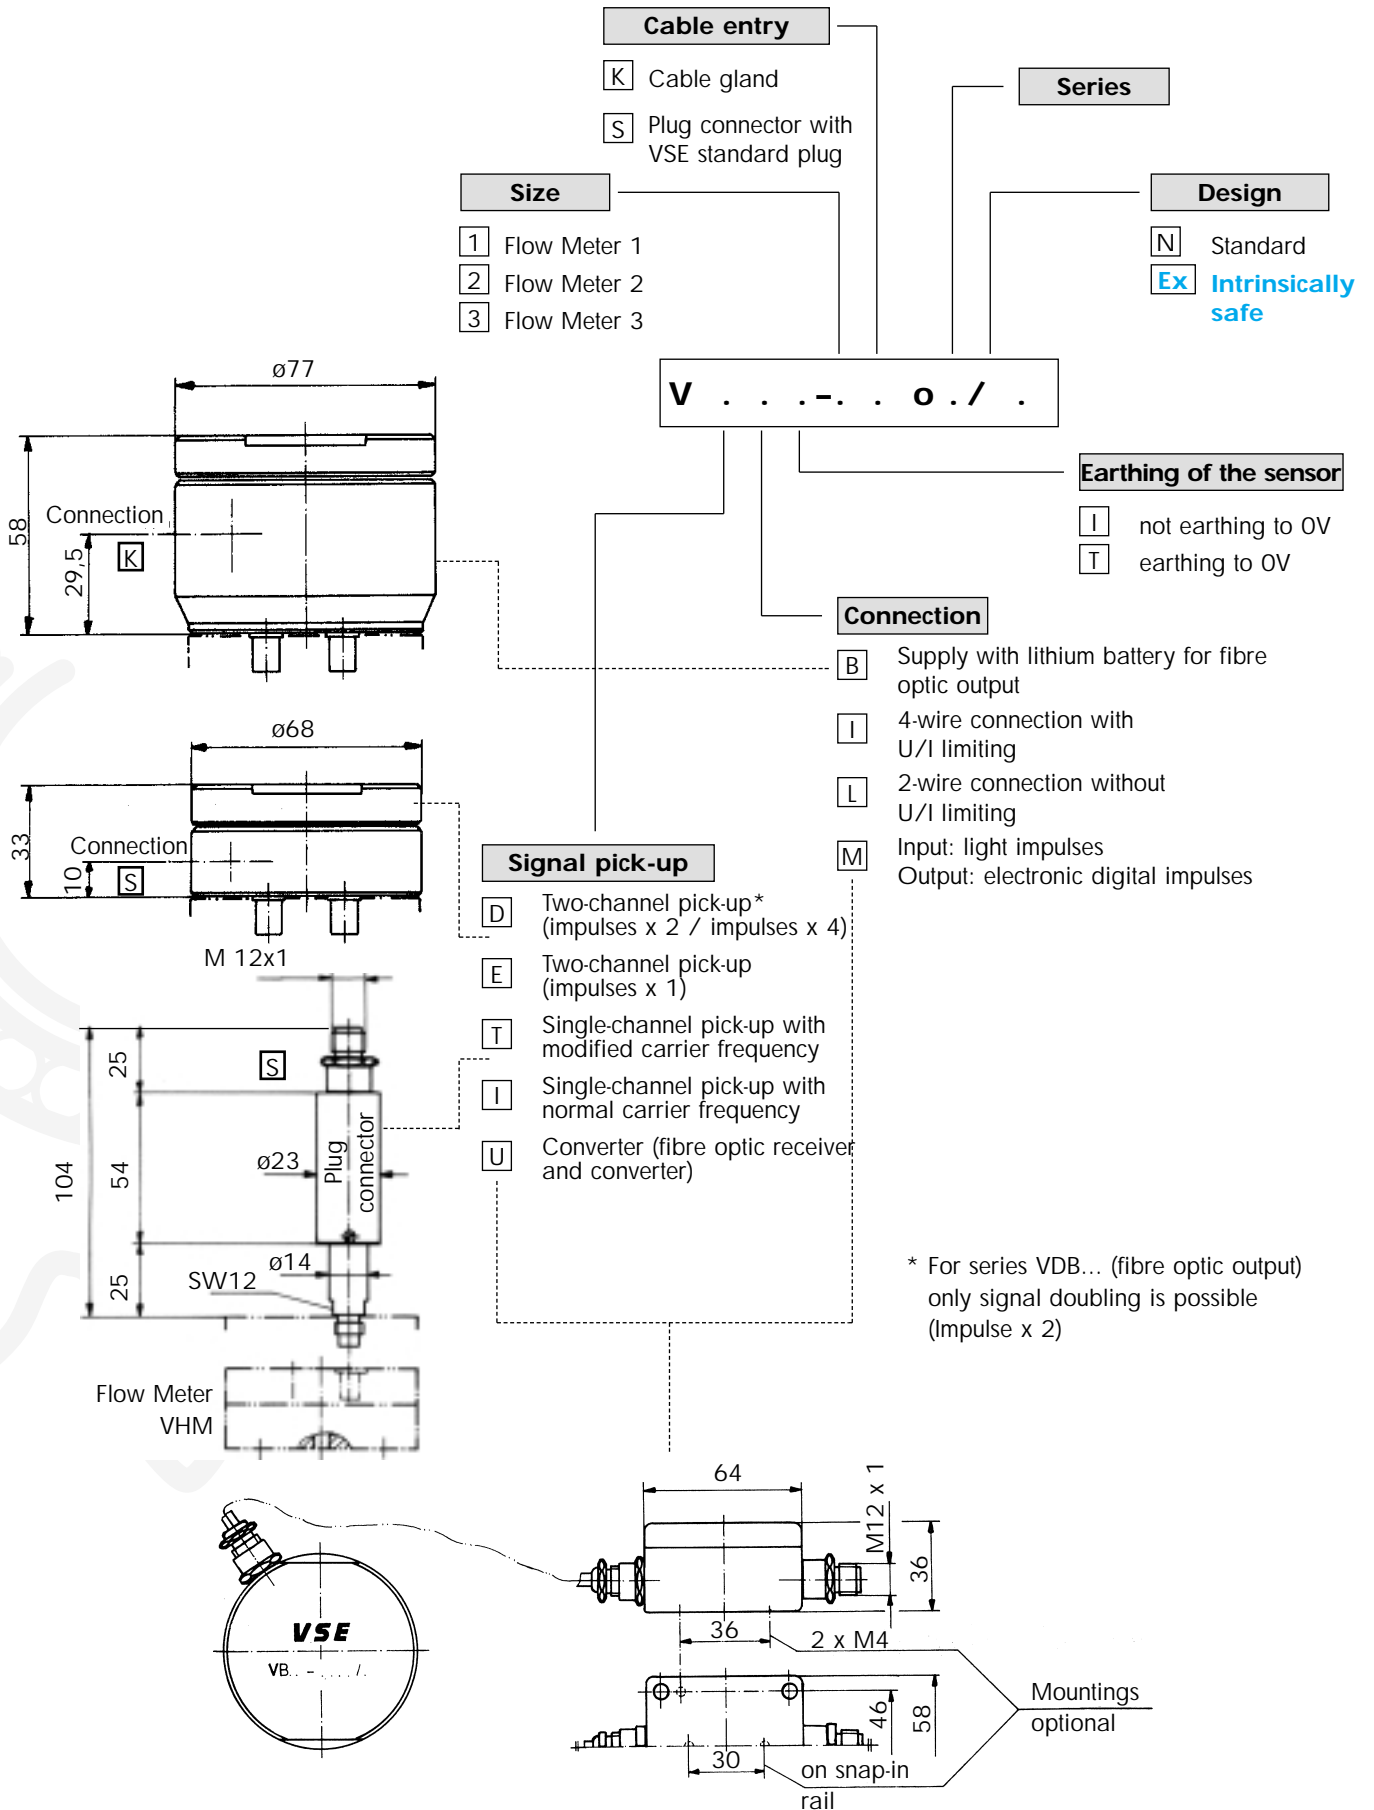 Cable entry
K Cable gland
S Plug connector with
VSE standard plug
Series
Size
1 Flow Meter 1
2 Flow Meter 2
3 Flow Meter 3
Design
N Standard
Ex Intrinsically
safe
V . . .–. . o ./ .
Earthing of the sensor
I not earthing to 0V
T earthing to 0V
Connection
B Supply with lithium battery for fibre
optic output
I 4-wire connection with
U/I limiting
L 2-wire connection without
U/I limiting
M Input: light impulses
Output: electronic digital impulses
Signal pick-up
D Two-channel pick-up*
(impulses x 2 / impulses x 4)
E Two-channel pick-up
(impulses x 1)
T Single-channel pick-up with
modified carrier frequency
I Single-channel pick-up with
normal carrier frequency
U Converter (fibre optic receiver
and converter)
* For series VDB... (fibre optic output)
only signal doubling is possible
(Impulse x 2)
ø77
58
Connection
29,5
K
ø68
33
Connection
10
S
M 12x1
25
S
104
54
ø23
Plug
connector
ø14
SW12
25
Flow Meter
VHM
VSE
VB. . – . . . . /.
64
M12 x 1
36
36
2 x M4
46
58
30
on snap-in
rail
Mountings
optional